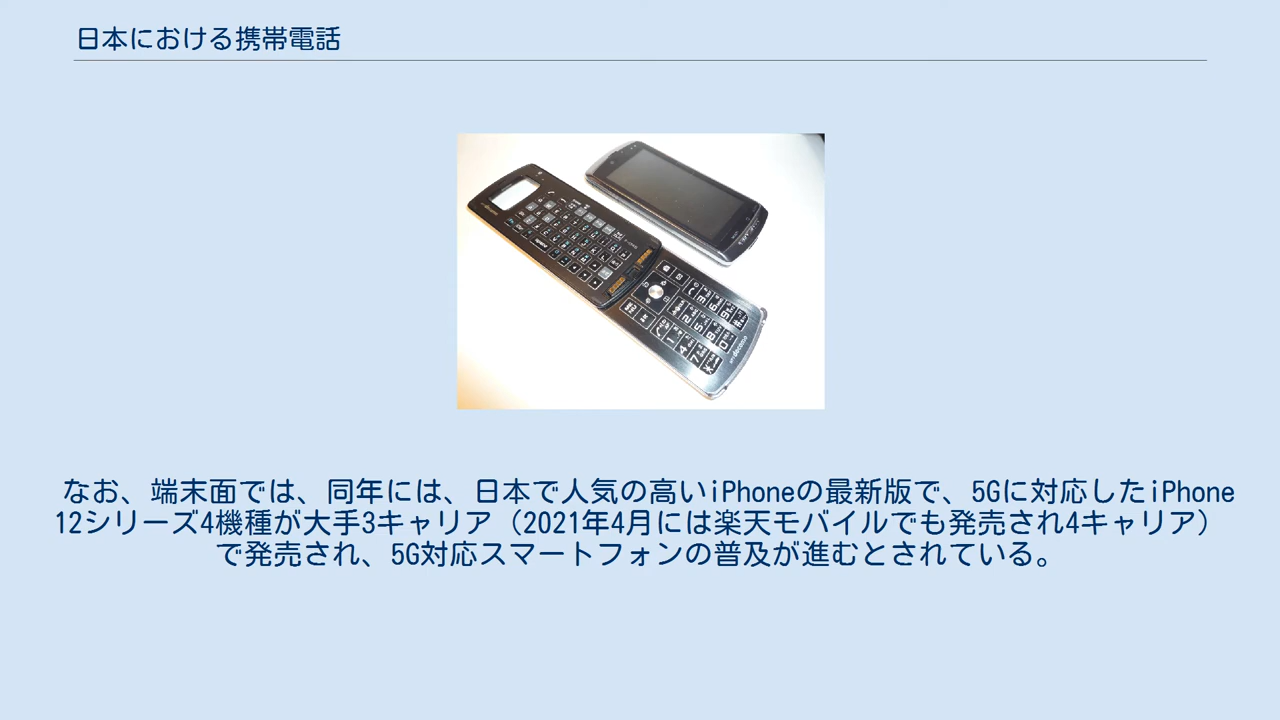 日本における携帯電話
なお、端末面では、同年には、日本で人気の高いiPhoneの最新版で、5Gに対応したiPhone
12シリーズ4機種が大手3キャリア（2021年4月には楽天モバイルでも発売され4キャリア）
で発売され、5G対応スマートフォンの普及が進むとされている。
docomo